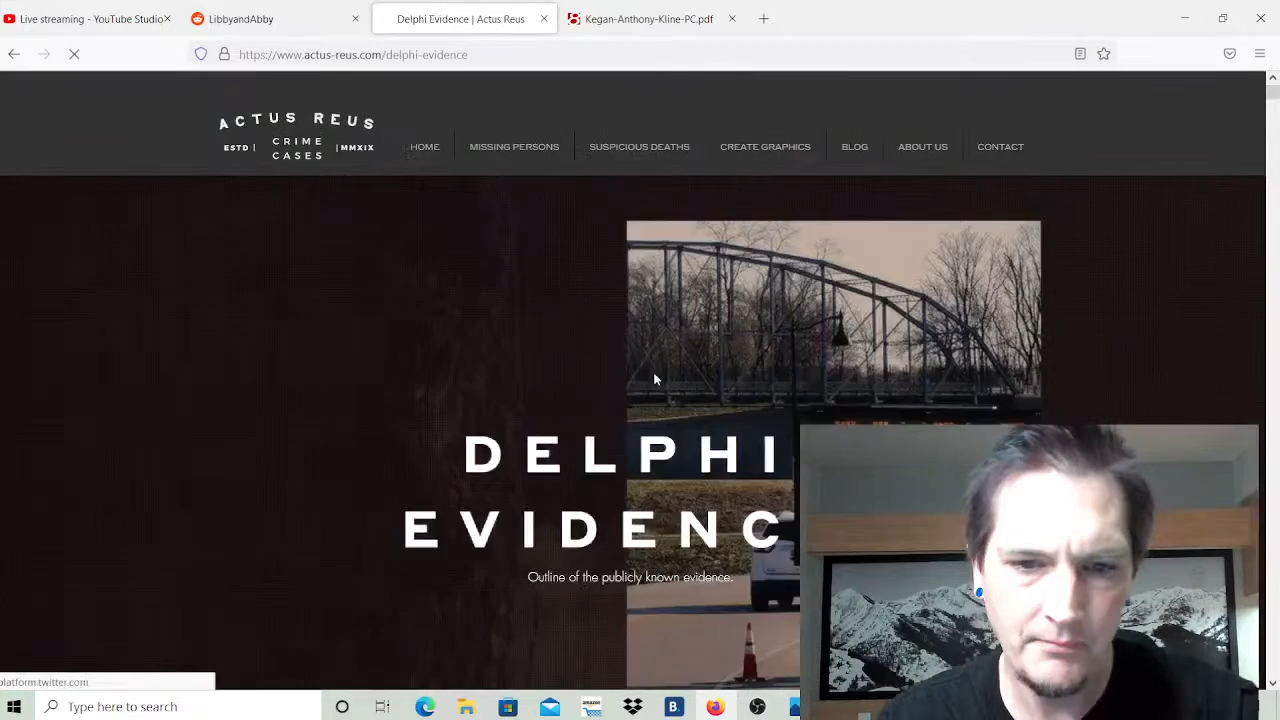 Live streaming - YouTube Studio
LibbyandAbby
Delphi Evidence | Actus Reus
Kegan-Anthony-Kline-PC.pdf
https://www.actus-reus.com/delphi-evidence
ACTUS REUS
ESTD | CRIME CASES | MMXIX
HOME
MISSING PERSONS
SUSPICIOUS DEATHS
CREATE GRAPHICS
BLOG
ABOUT US
CONTACT
DELPHI
EVIDENC
Outline of the publicly known evidence.
platform.twitter.com
Type here to search
amazon
B